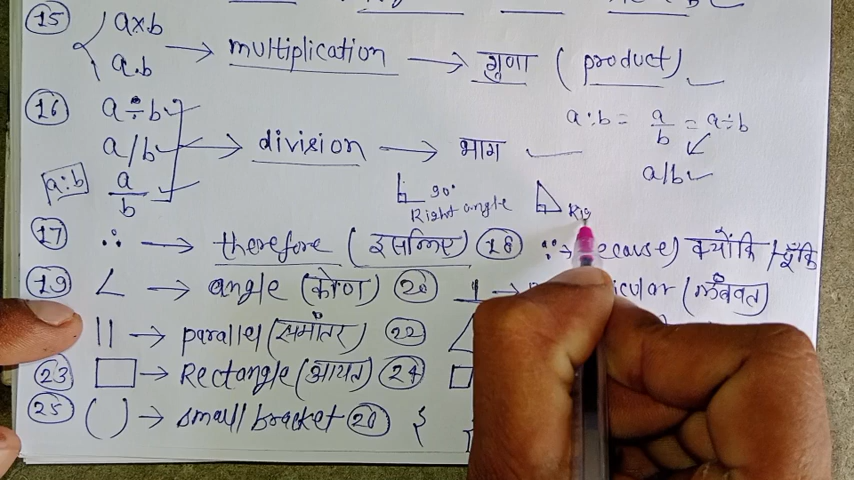 15 a×b → multiplication → गुणा (product)
a.b
16 a÷b
a/b → division → भाग
a:b a/b
a:b = a/b = a÷b
a/b
90°
Right angle
Rig
17 ∴ → therefore (इसलिए) 18 ∵ → because) क्योंकि / चूँकि
19 ∠ → angle (कोण) 20 ⊥ → icular (लंबवत)
|| → parallel (समांतर) 22
23 → Rectangle (आयत) 24
25 ( ) → small bracket 26 {